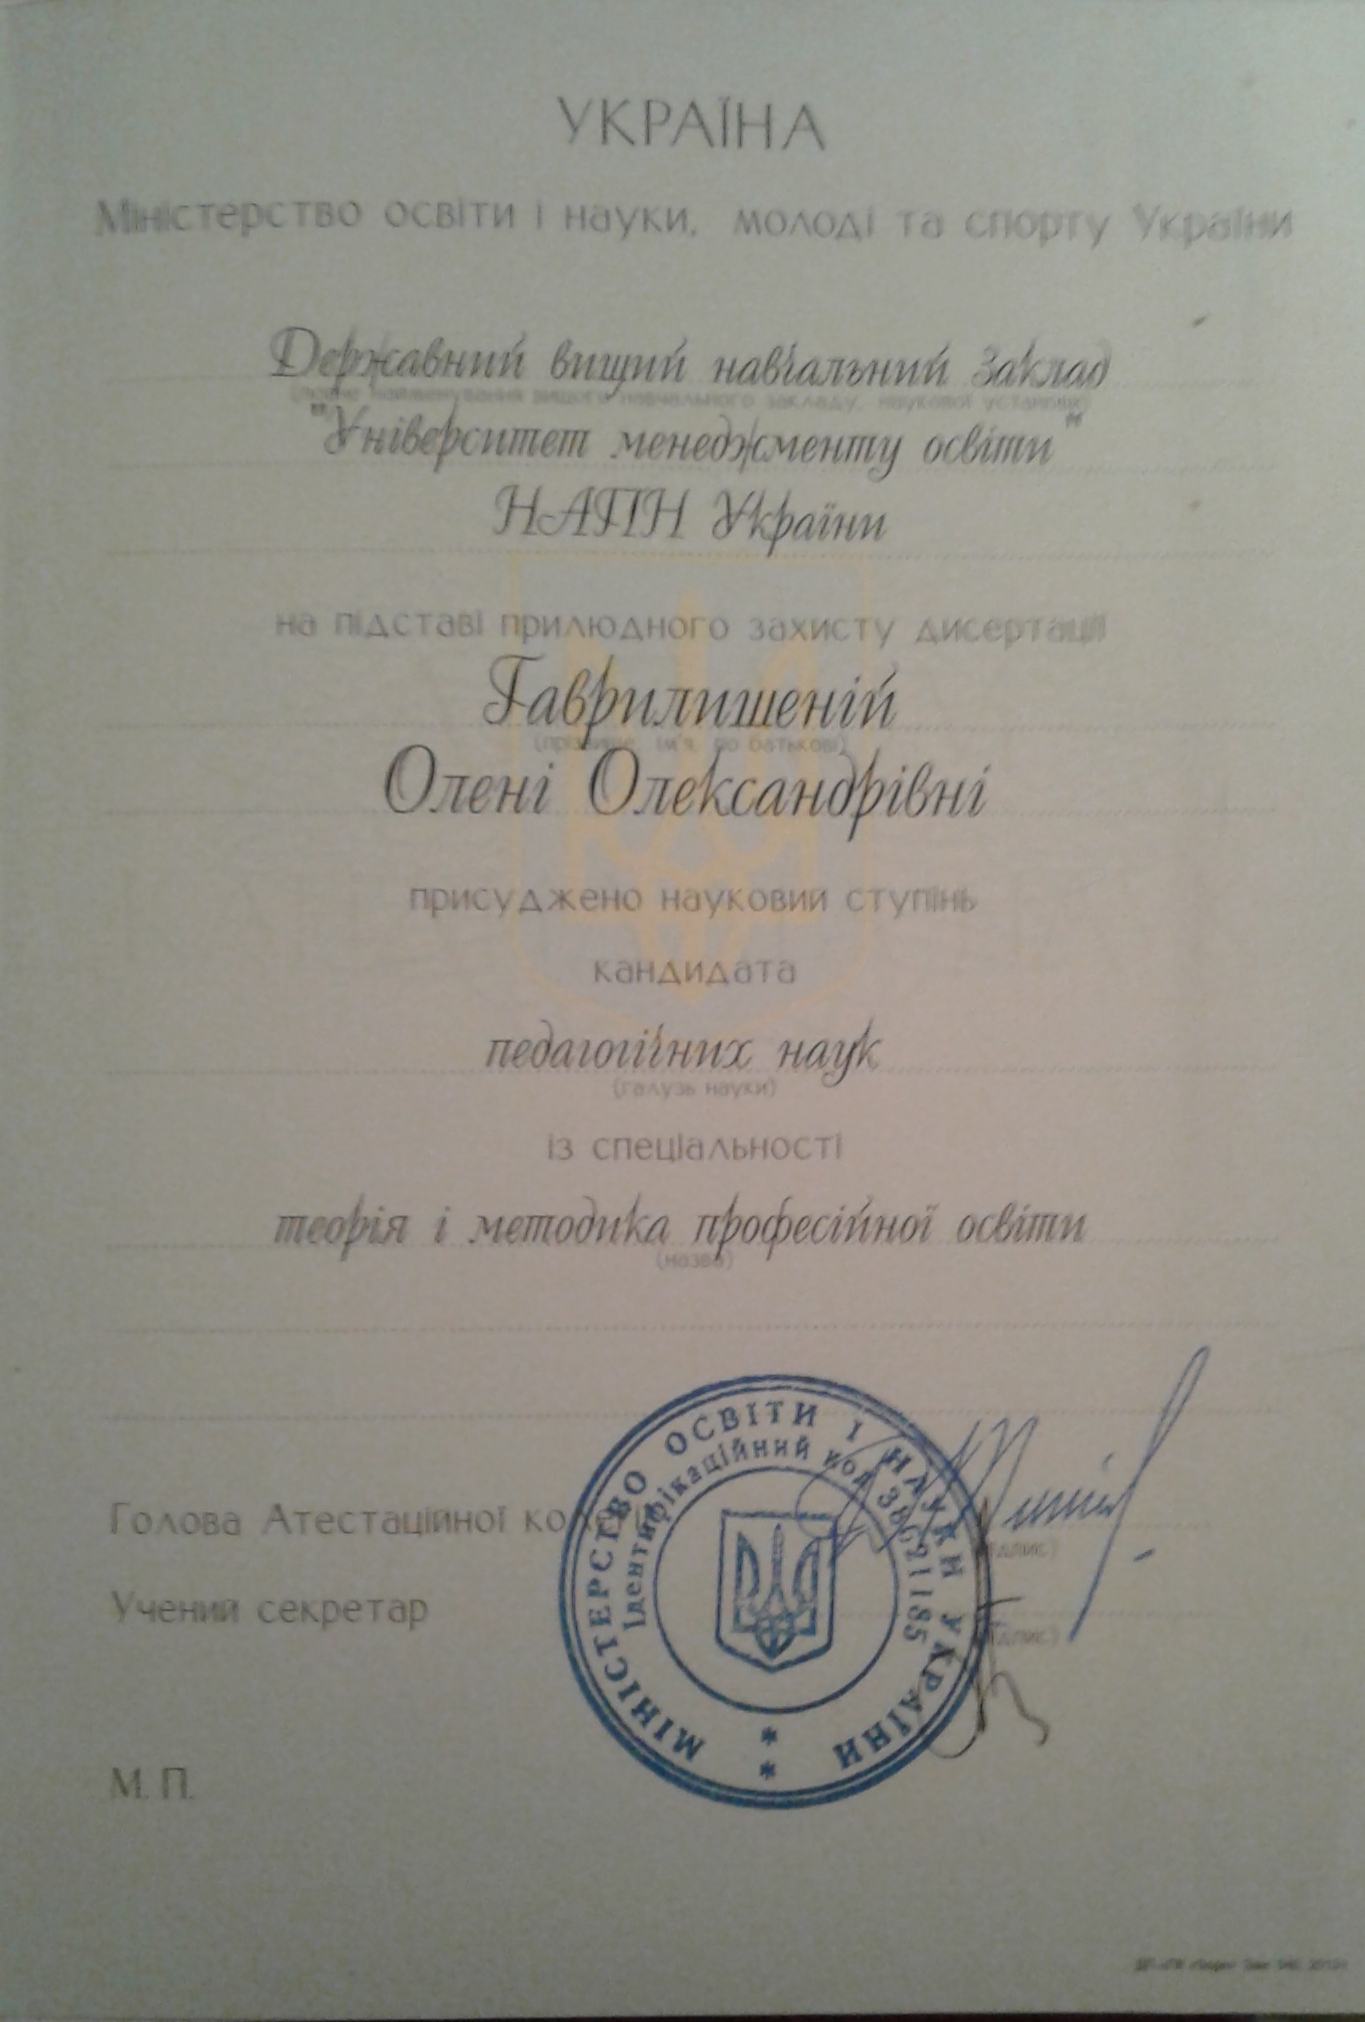 УКРАЇНА
Міністерство освіти і науки, молоді та спорту України
Державний вищий навчальний заклад
(повне найменування вищого навчального закладу, наукової установи)
"Університет менеджменту освіти"
НАПН України
на підставі прилюдного захисту дисертації
Гаврилишеній
(прізвище, ім'я, по батькові)
Олені Олександрівні
присуджено науковий ступінь
кандидата
педагогічних наук
(галузь науки)
із спеціальності
теорія і методика професійної освіти
(назва)
Голова Атестаційної
(підпис)
Учений секретар
(підпис)
М. П.
МІНІСТЕРСТВО ОСВІТИ І НАУКИ УКРАЇНИ
Ідентифікаційний код 38621185
* *